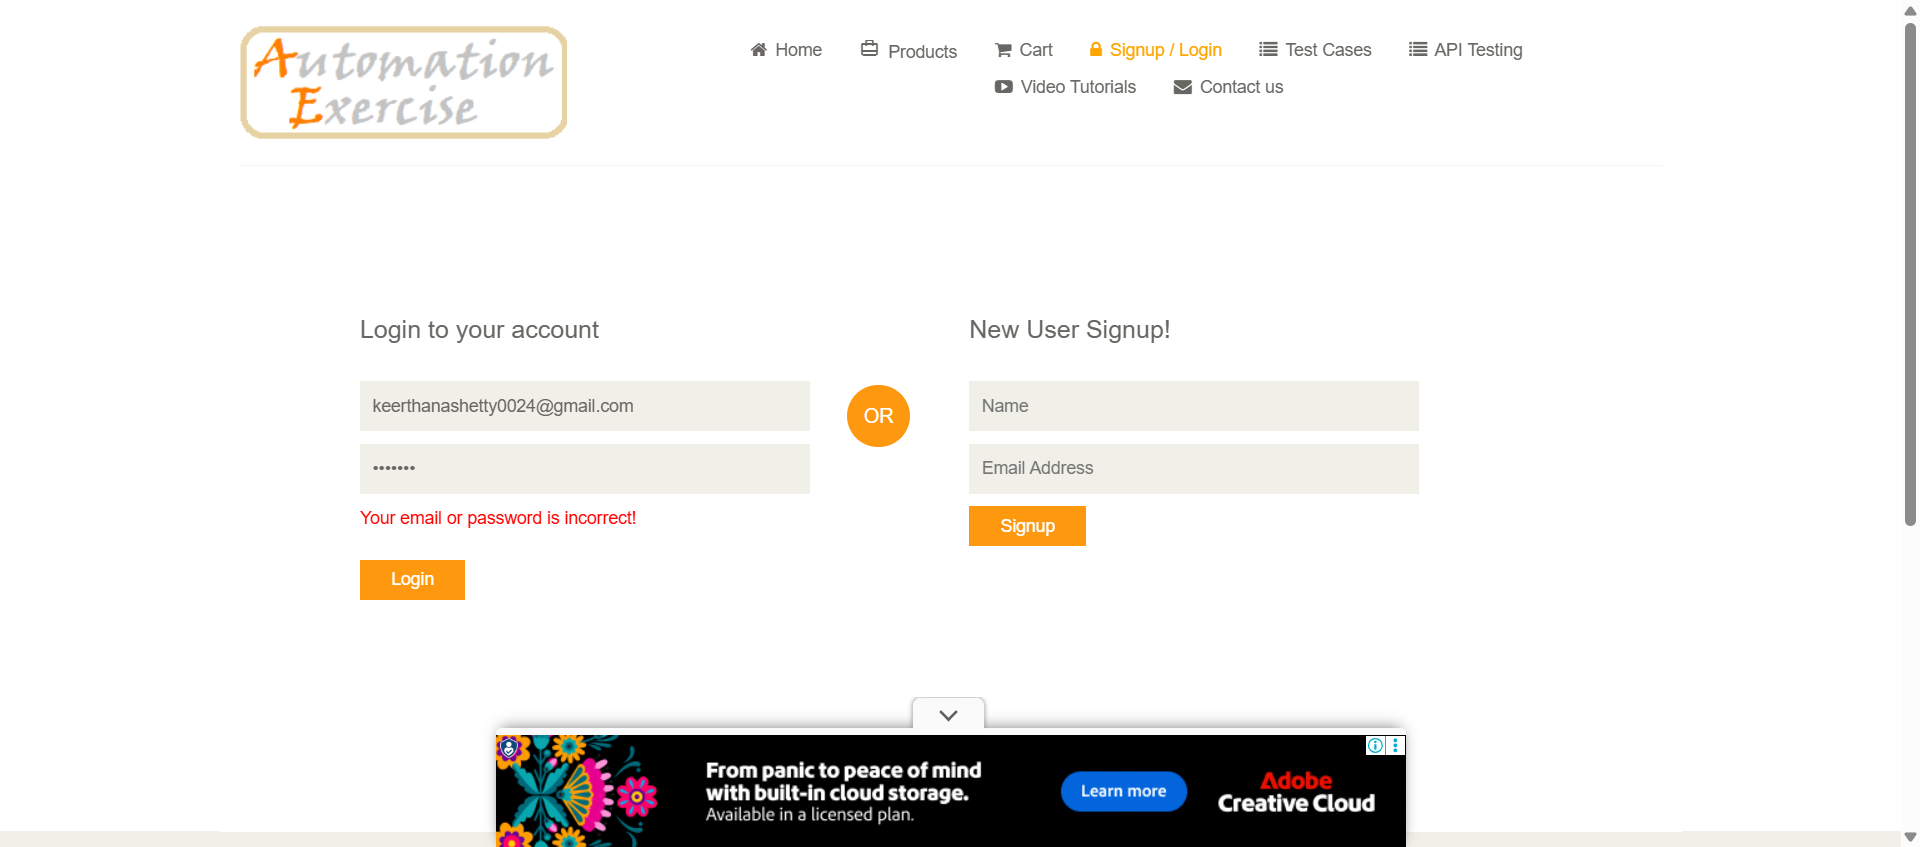 Automation
Exercise
Home
Products
Cart
Signup / Login
Test Cases
API Testing
Video Tutorials
Contact us
Login to your account
keerthanashetty0024@gmail.com
•••••••
Your email or password is incorrect!
Login
OR
New User Signup!
Name
Email Address
Signup
From panic to peace of mind
with built-in cloud storage.
Available in a licensed plan.
Learn more
Adobe
Creative Cloud